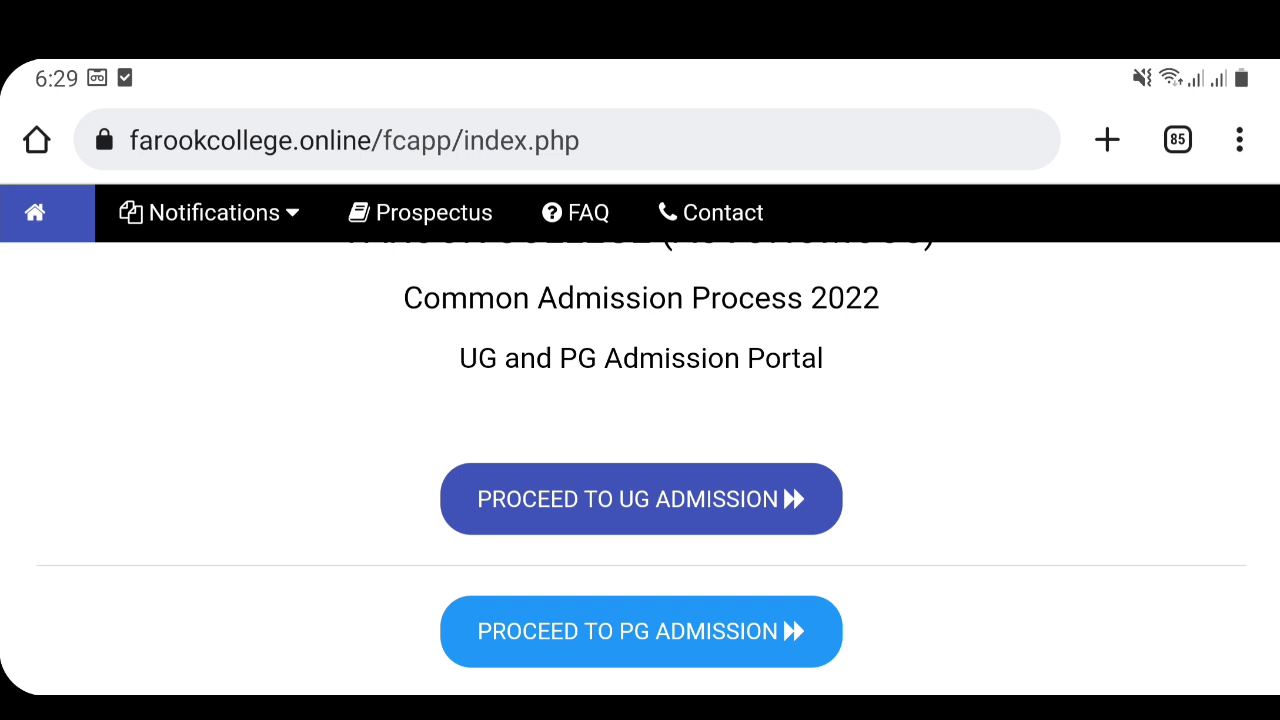 6:29
farookcollege.online/fcapp/index.php
85
Notifications Prospectus FAQ Contact
Common Admission Process 2022
UG and PG Admission Portal
PROCEED TO UG ADMISSION
PROCEED TO PG ADMISSION